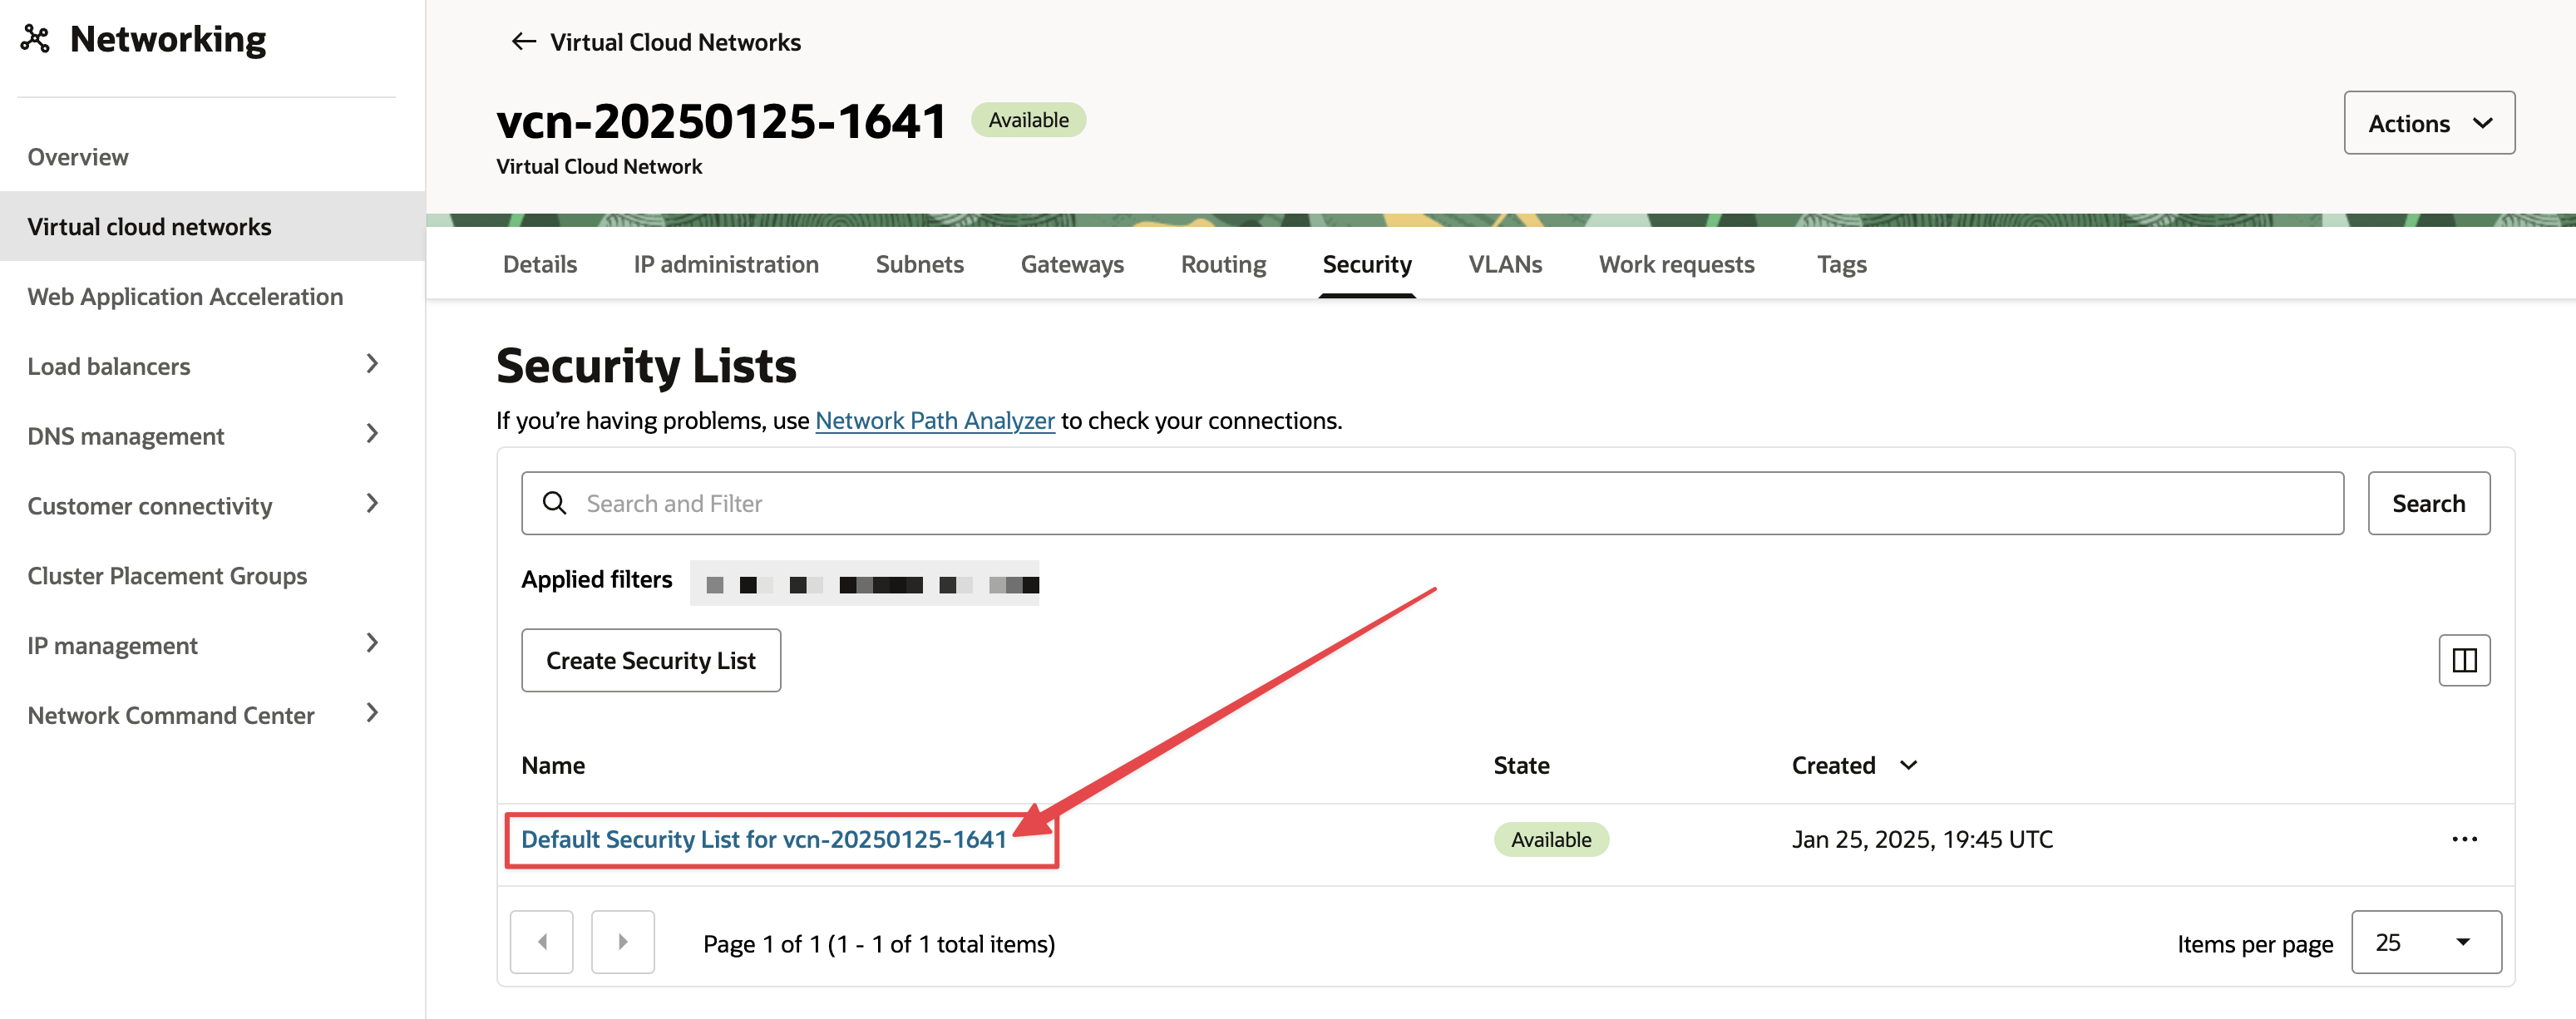 Networking
Overview
Virtual cloud networks
Web Application Acceleration
Load balancers
DNS management
Customer connectivity
Cluster Placement Groups
IP management
Network Command Center
Virtual Cloud Networks
vcn-20250125-1641 Available
Virtual Cloud Network
Actions
Details IP administration Subnets Gateways Routing Security VLANs Work requests Tags
Security Lists
If you’re having problems, use Network Path Analyzer to check your connections.
Search and Filter Search
Applied filters
Create Security List
Name State Created
Default Security List for vcn-20250125-1641 Available Jan 25, 2025, 19:45 UTC
Page 1 of 1 (1 - 1 of 1 total items) Items per page 25